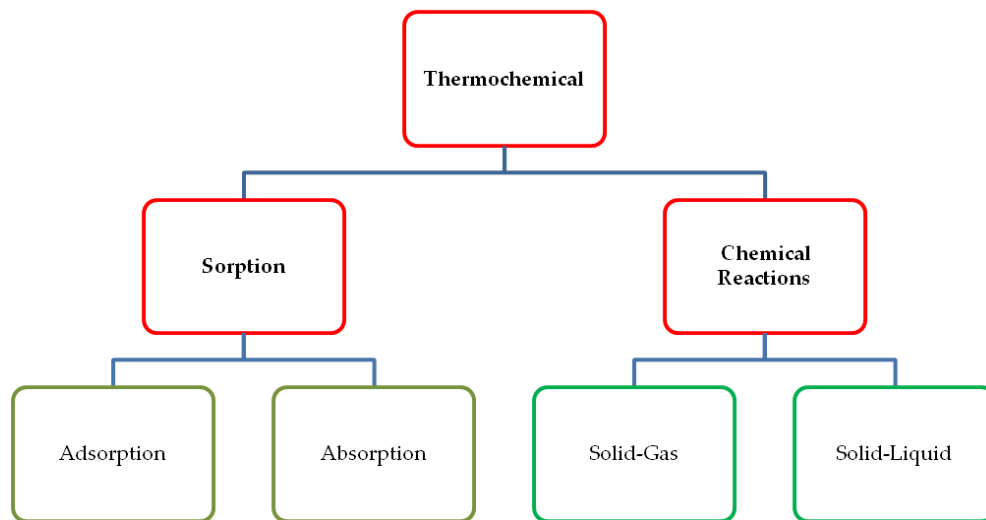 Thermochemical
Sorption
Chemical
Reactions
Adsorption
Absorption
Solid-Gas
Solid-Liquid